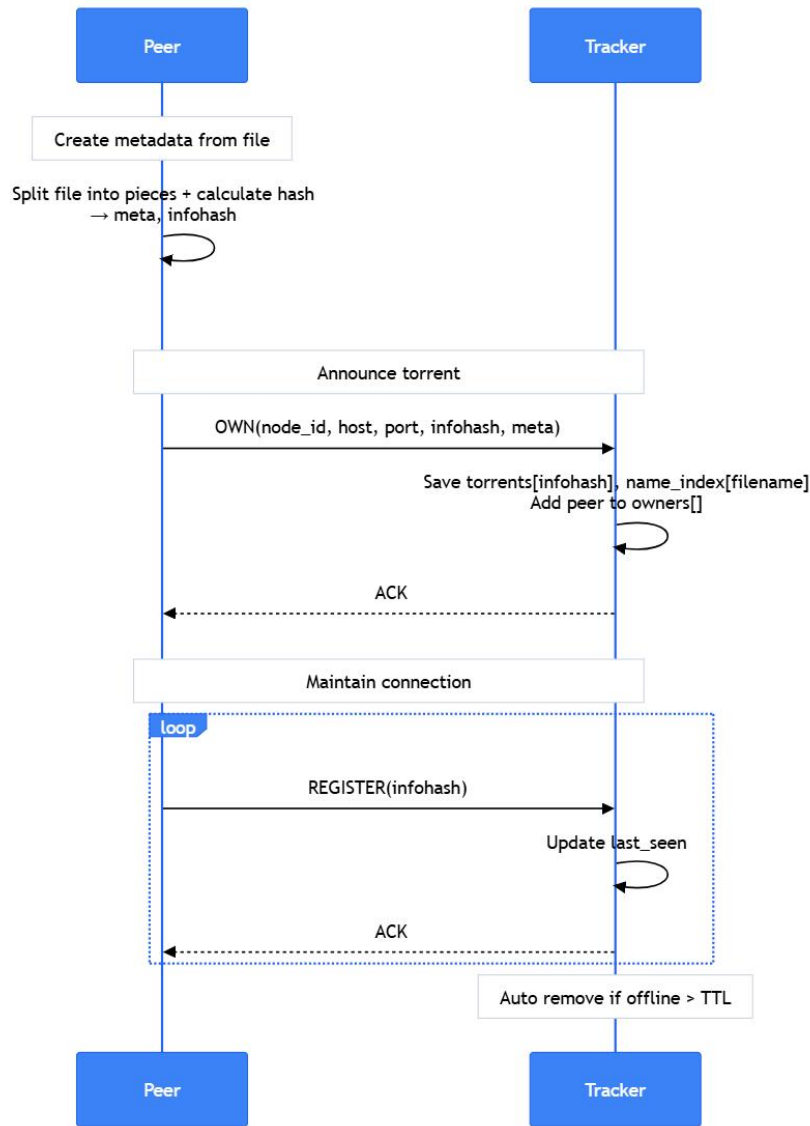 Peer
Tracker
Create metadata from file
Split file into pieces + calculate hash
→ meta, infohash
Announce torrent
OWN(node_id, host, port, infohash, meta)
Save torrents[infohash], name_index[filename]
Add peer to owners[]
ACK
Maintain connection
loop
REGISTER(infohash)
Update last_seen
ACK
Auto remove if offline > TTL
Peer
Tracker